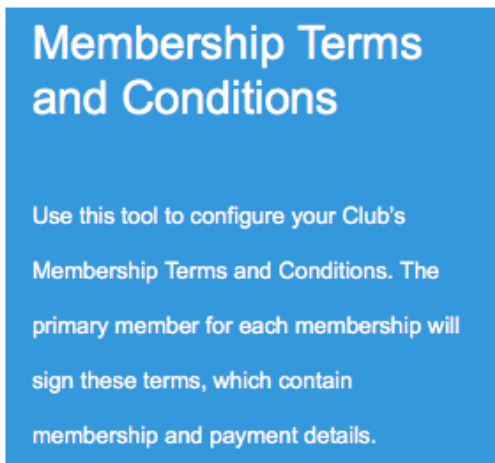 Membership Terms
and Conditions
Use this tool to configure your Club's
Membership Terms and Conditions. The
primary member for each membership will
sign these terms, which contain
membership and payment details.